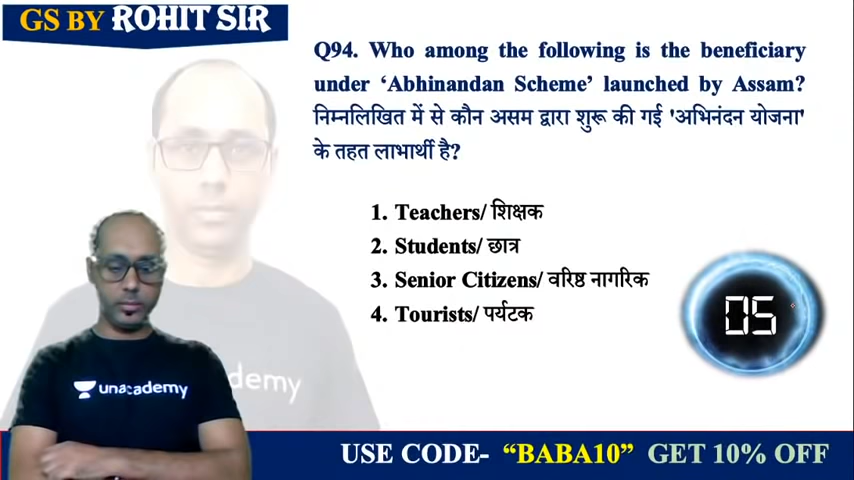 GS BY ROHIT SIR
Q94. Who among the following is the beneficiary
under ‘Abhinandan Scheme’ launched by Assam?
निम्नलिखित में से कौन असम द्वारा शुरू की गई 'अभिनंदन योजना'
के तहत लाभार्थी है?
1. Teachers/ शिक्षक
2. Students/ छात्र
3. Senior Citizens/ वरिष्ठ नागरिक
4. Tourists/ पर्यटक
05
unacademy
demy
USE CODE- “BABA10” GET 10% OFF